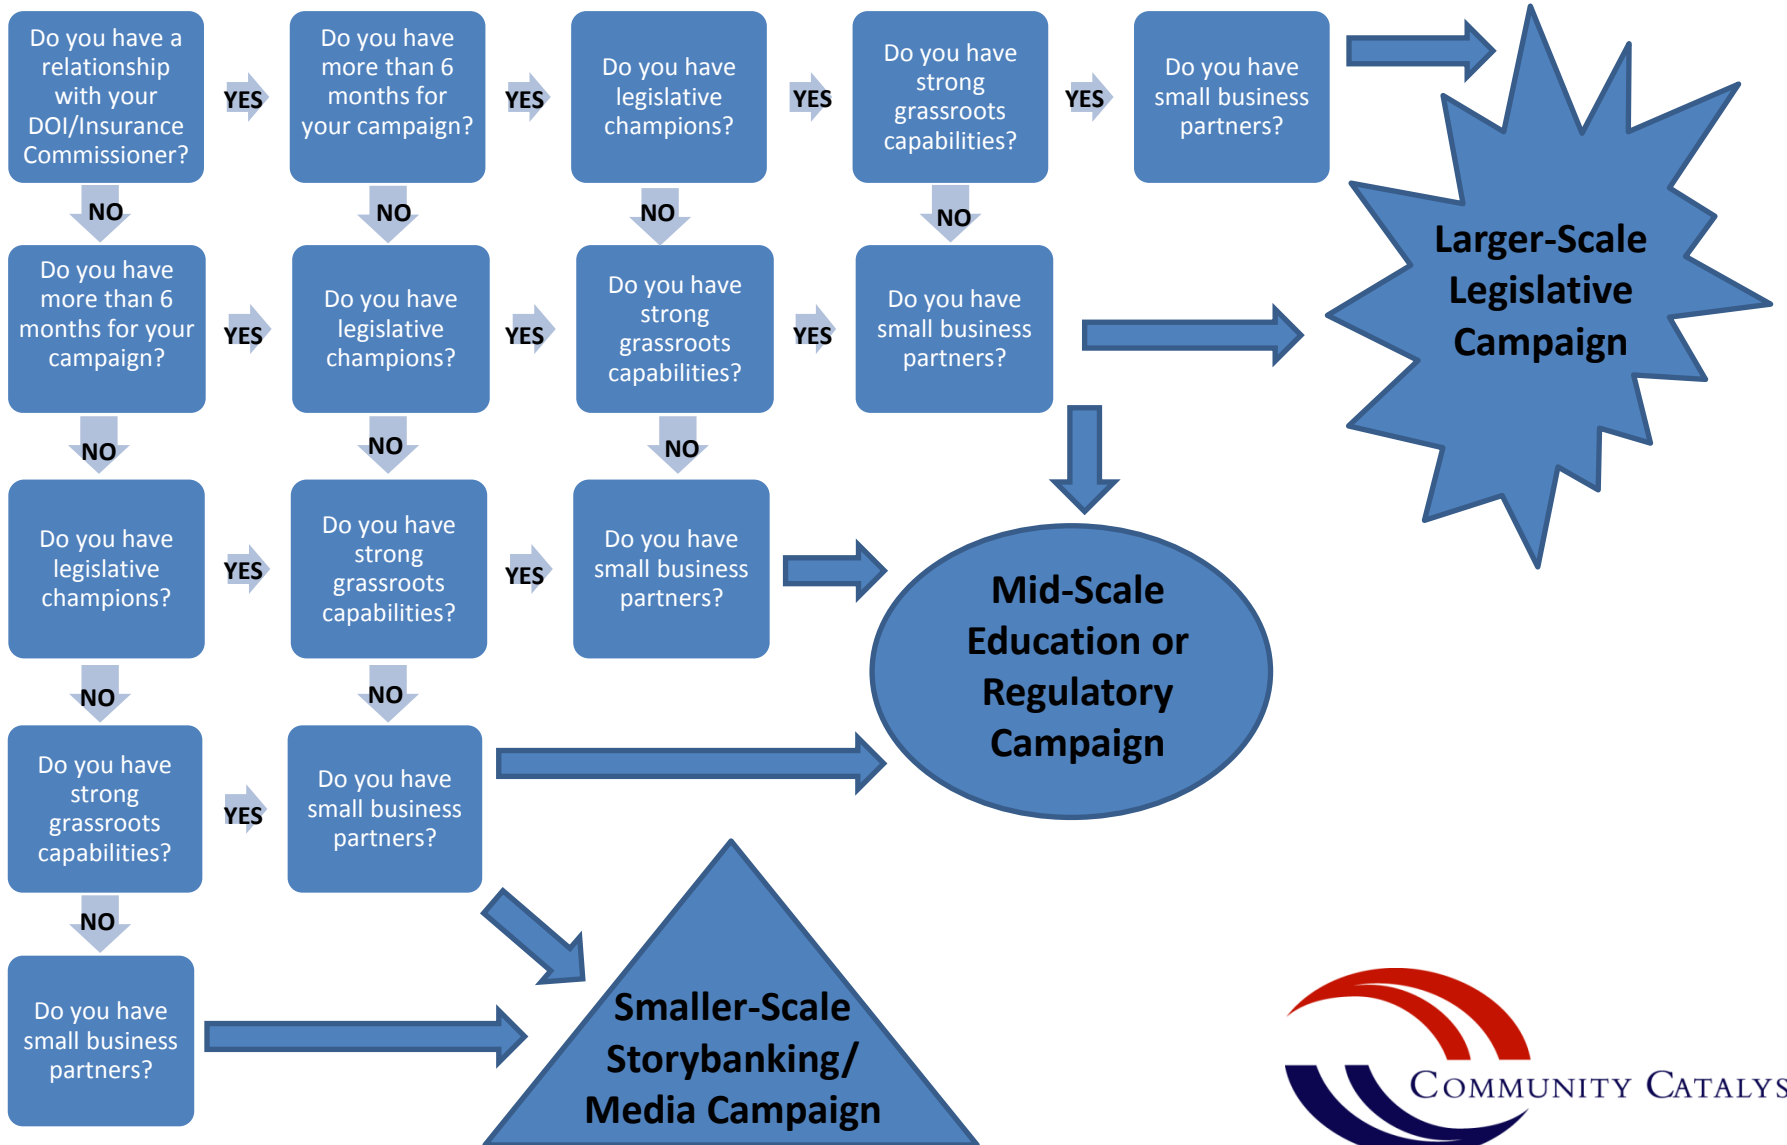 Do you have a
relationship
with your
DOI/Insurance
Commissioner?
YES
Do you have
more than 6
months for
your campaign?
YES
Do you have
legislative
champions?
YES
Do you have
strong
grassroots
capabilities?
YES
Do you have
small business
partners?
NO
NO
NO
NO
Larger-Scale
Legislative
Campaign
Do you have
more than 6
months for your
campaign?
YES
Do you have
legislative
champions?
YES
Do you have
strong
grassroots
capabilities?
YES
Do you have
small business
partners?
NO
NO
NO
Do you have
legislative
champions?
YES
Do you have
strong
grassroots
capabilities?
YES
Do you have
small business
partners?
Mid-Scale
Education or
Regulatory
Campaign
NO
NO
Do you have
strong
grassroots
capabilities?
YES
Do you have
small business
partners?
NO
Do you have
small business
partners?
Smaller-Scale
Storybanking/
Media Campaign
COMMUNITY CATALYS